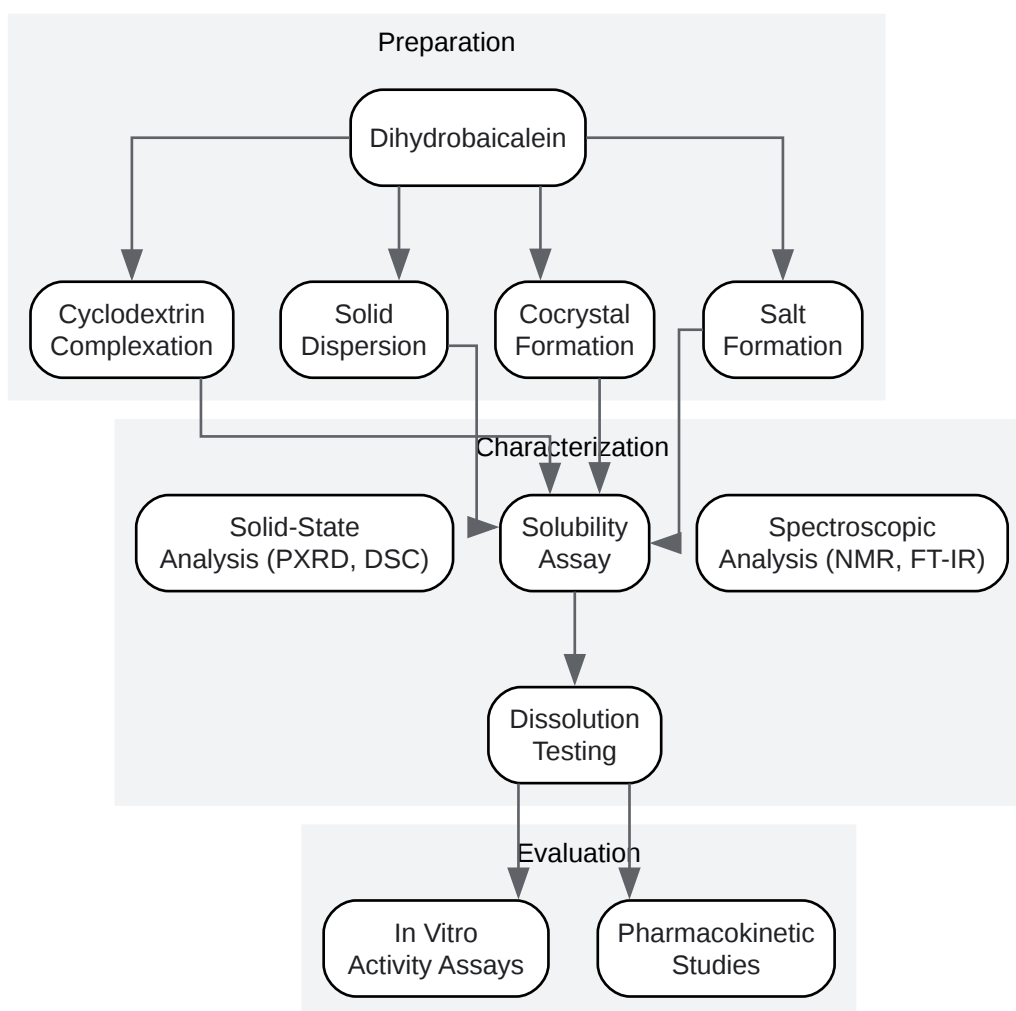 Preparation
Dihydrobaicalein
Cyclodextrin
Complexation
Solid
Dispersion
Cocrystal
Formation
Salt
Formation
Characterization
Solid-State
Analysis (PXRD, DSC)
Solubility
Assay
Spectroscopic
Analysis (NMR, FT-IR)
Dissolution
Testing
Evaluation
In Vitro
Activity Assays
Pharmacokinetic
Studies